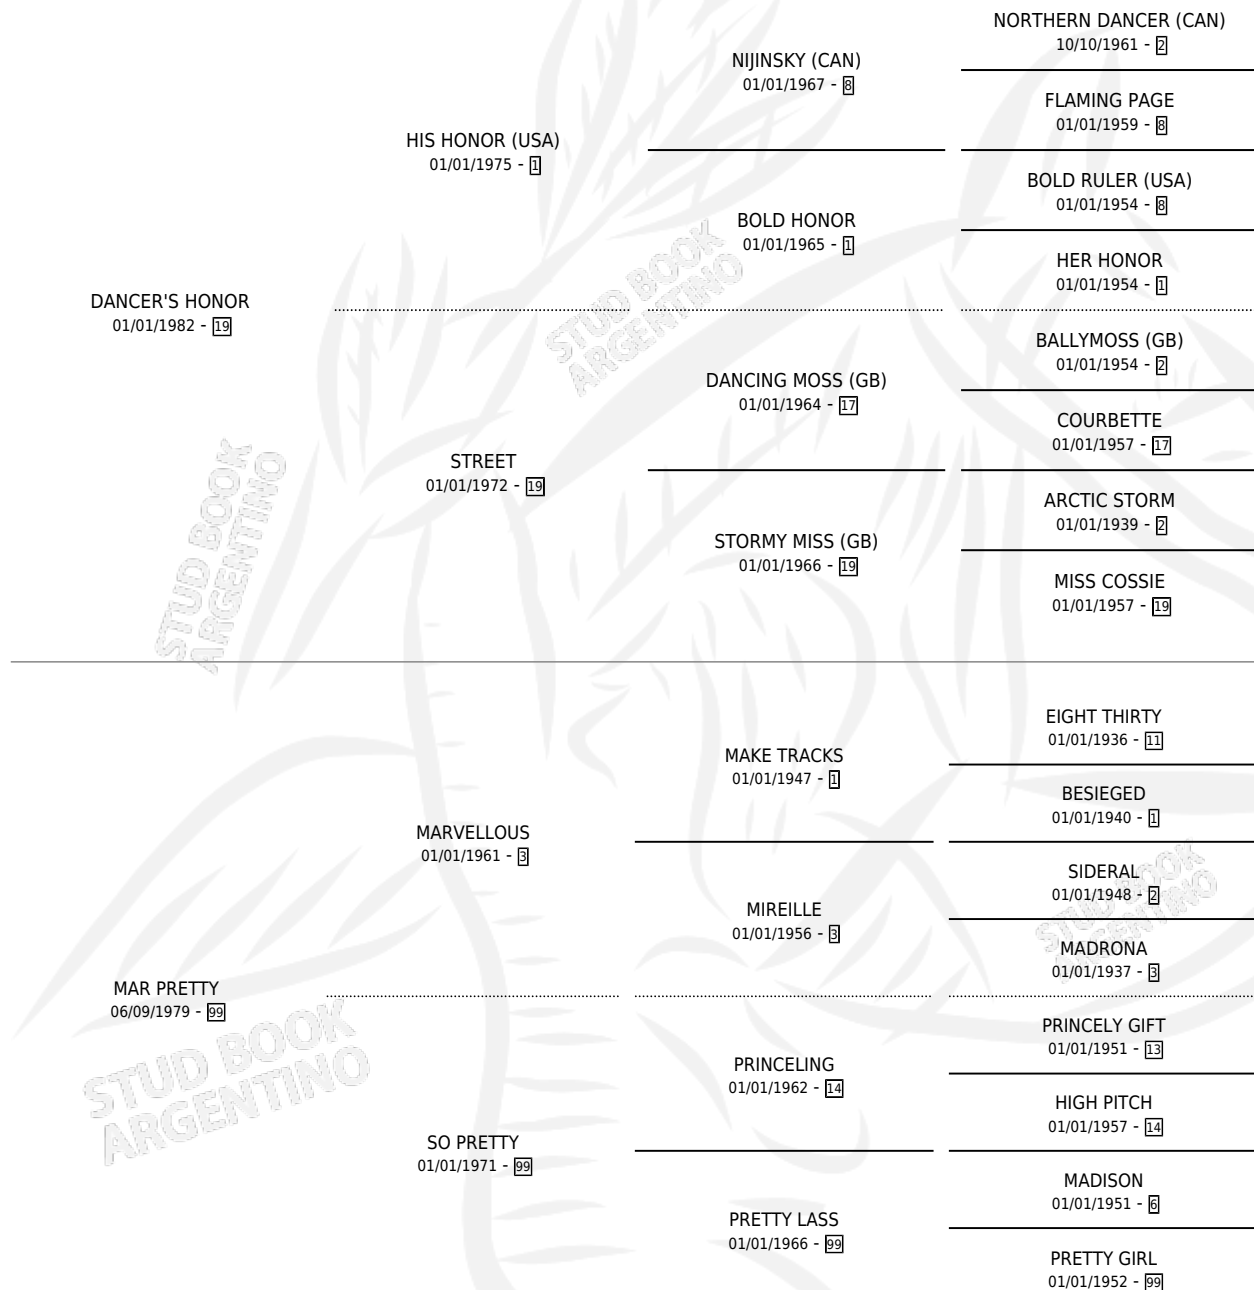 NORTHERN DANCER (CAN)
10/10/1961 - 2
NIJINSKY (CAN)
01/01/1967 - 8
FLAMING PAGE
01/01/1959 - 8
HIS HONOR (USA)
01/01/1975 - 1
BOLD RULER (USA)
01/01/1954 - 8
BOLD HONOR
01/01/1965 - 1
HER HONOR
01/01/1954 - 1
DANCER'S HONOR
01/01/1982 - 19
BALLYMOSS (GB)
01/01/1954 - 2
DANCING MOSS (GB)
01/01/1964 - 17
COURBETTE
01/01/1957 - 17
STREET
01/01/1972 - 19
ARCTIC STORM
01/01/1939 - 2
STORMY MISS (GB)
01/01/1966 - 19
MISS COSSIE
01/01/1957 - 19
EIGHT THIRTY
01/01/1936 - 11
MAKE TRACKS
01/01/1947 - 1
BESIEGED
01/01/1940 - 1
MARVELLOUS
01/01/1961 - 3
SIDERAL
01/01/1948 - 2
MIREILLE
01/01/1956 - 3
MADRONA
01/01/1937 - 3
MAR PRETTY
06/09/1979 - 99
PRINCELY GIFT
01/01/1951 - 13
PRINCELING
01/01/1962 - 14
HIGH PITCH
01/01/1957 - 14
SO PRETTY
01/01/1971 - 99
MADISON
01/01/1951 - 6
PRETTY LASS
01/01/1966 - 99
PRETTY GIRL
01/01/1952 - 99
STUD BOOK
ARGENTINO
STUD BOOK
ARGENTINO
STUD BOOK
ARGENTINO
STUD BOOK
ARGENTINO